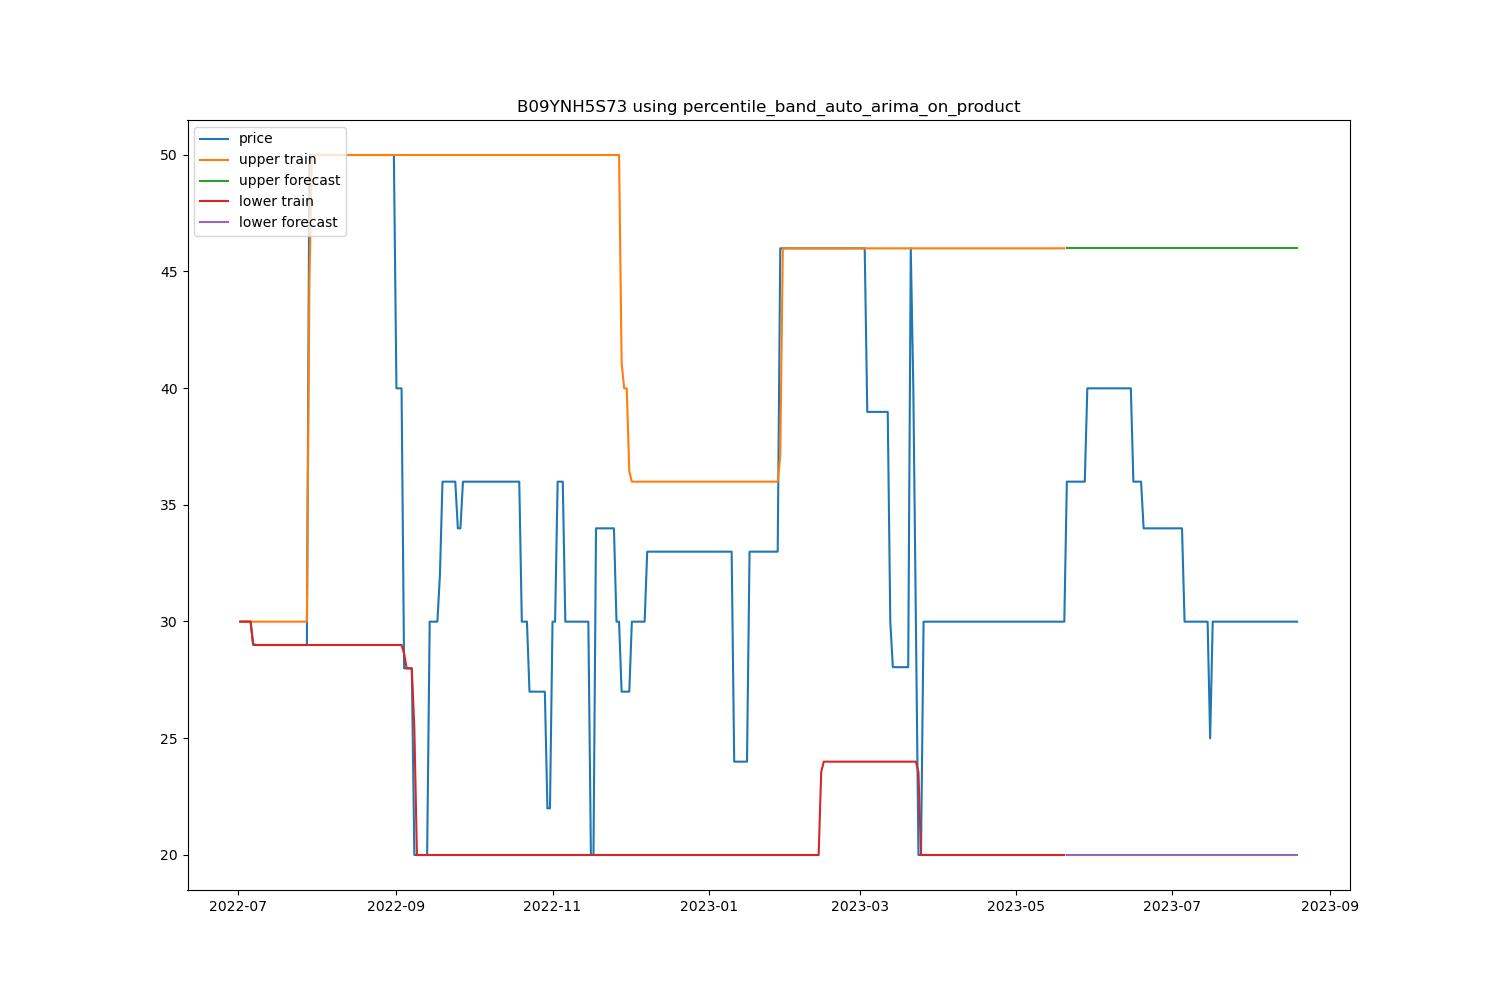 B09YNH5S73 using percentile_band_auto_arima_on_product
price
upper train
upper forecast
lower train
lower forecast
50
45
40
35
30
25
20
2022-07 2022-09 2022-11 2023-01 2023-03 2023-05 2023-07 2023-09